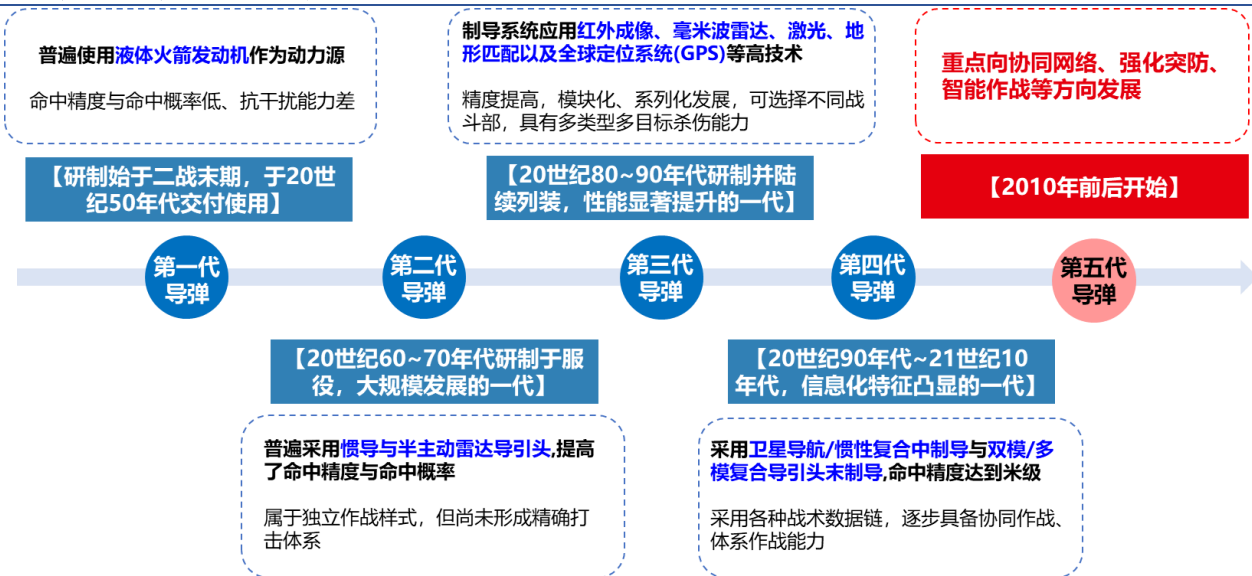 普遍使用液体火箭发动机作为动力源
命中精度与命中概率低、抗干扰能力差
【研制始于二战末期，于20世
纪50年代交付使用】
制导系统应用红外成像、毫米波雷达、激光、地
形匹配以及全球定位系统(GPS)等高技术
精度提高，模块化、系列化发展，可选择不同战
斗部，具有多类型多目标杀伤能力
【20世纪80~90年代研制并陆
续列装，性能显著提升的一代】
重点向协同网络、强化突防、
智能作战等方向发展
【2010年前后开始】
第一代
导弹
第二代
导弹
第三代
导弹
第四代
导弹
第五代
导弹
【20世纪60~70年代研制于服
役，大规模发展的一代】
普遍采用惯导与半主动雷达导引头,提高
了命中精度与命中概率
属于独立作战样式，但尚未形成精确打
击体系
【20世纪90年代~21世纪10
年代，信息化特征凸显的一代】
采用卫星导航/惯性复合中制导与双模/多
模复合导引头末制导,命中精度达到米级
采用各种战术数据链，逐步具备协同作战、
体系作战能力